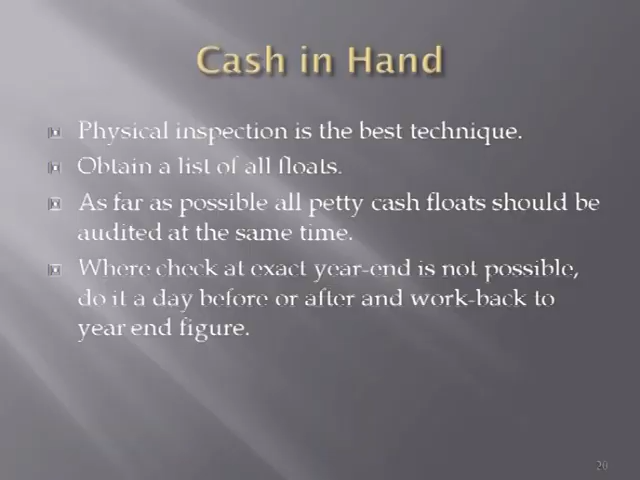 Cash in Hand
Physical inspection is the best technique.
Obtain a list of all floats.
As far as possible all petty cash floats should be
audited at the same time.
Where check at exact year-end is not possible,
do it a day before or after and work-back to
year end figure.
20